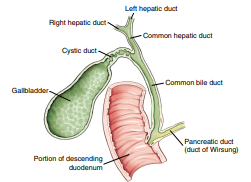 Left hepatic duct
Right hepatic duct
Common hepatic duct
Cystic duct
Common bile duct
Gallbladder
Pancreatic duct
(duct of Wirsung)
Portion of descending
duodenum